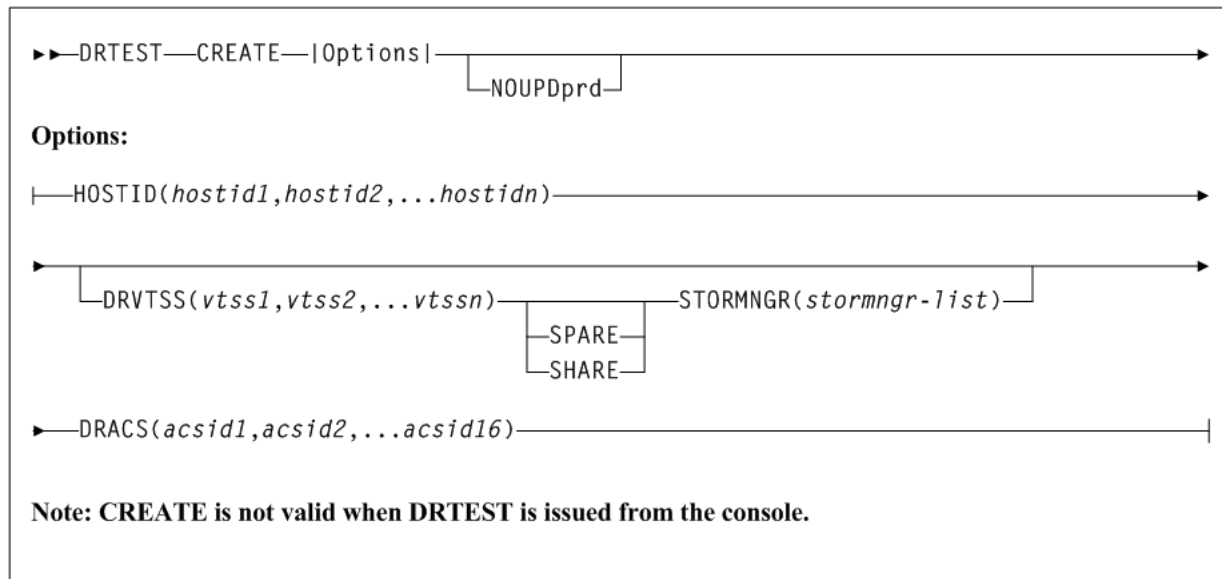 DRTEST CREATE |Options|
NOUPDprd
Options:
HOSTID(hostid1,hostid2,...hostidn)
DRVTSS(vtss1,vtss2,...vtssn) STORMNGR(stormngr-list)
SPARE
SHARE
DRACS(acsid1,acsid2,...acsid16)
Note: CREATE is not valid when DRTEST is issued from the console.